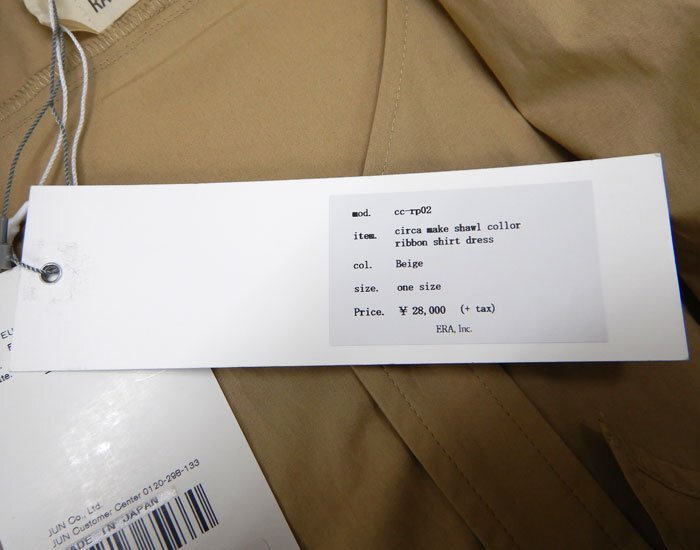 mod. cc-rp02
item. circa make shawl collor
ribbon shirt dress
col. Beige
size. one size
Price. ¥ 28,000 (+ tax)
ERA, Inc.
JUN Co., Ltd
JUN Customer Center 0120-298-133
MADE IN JAPAN